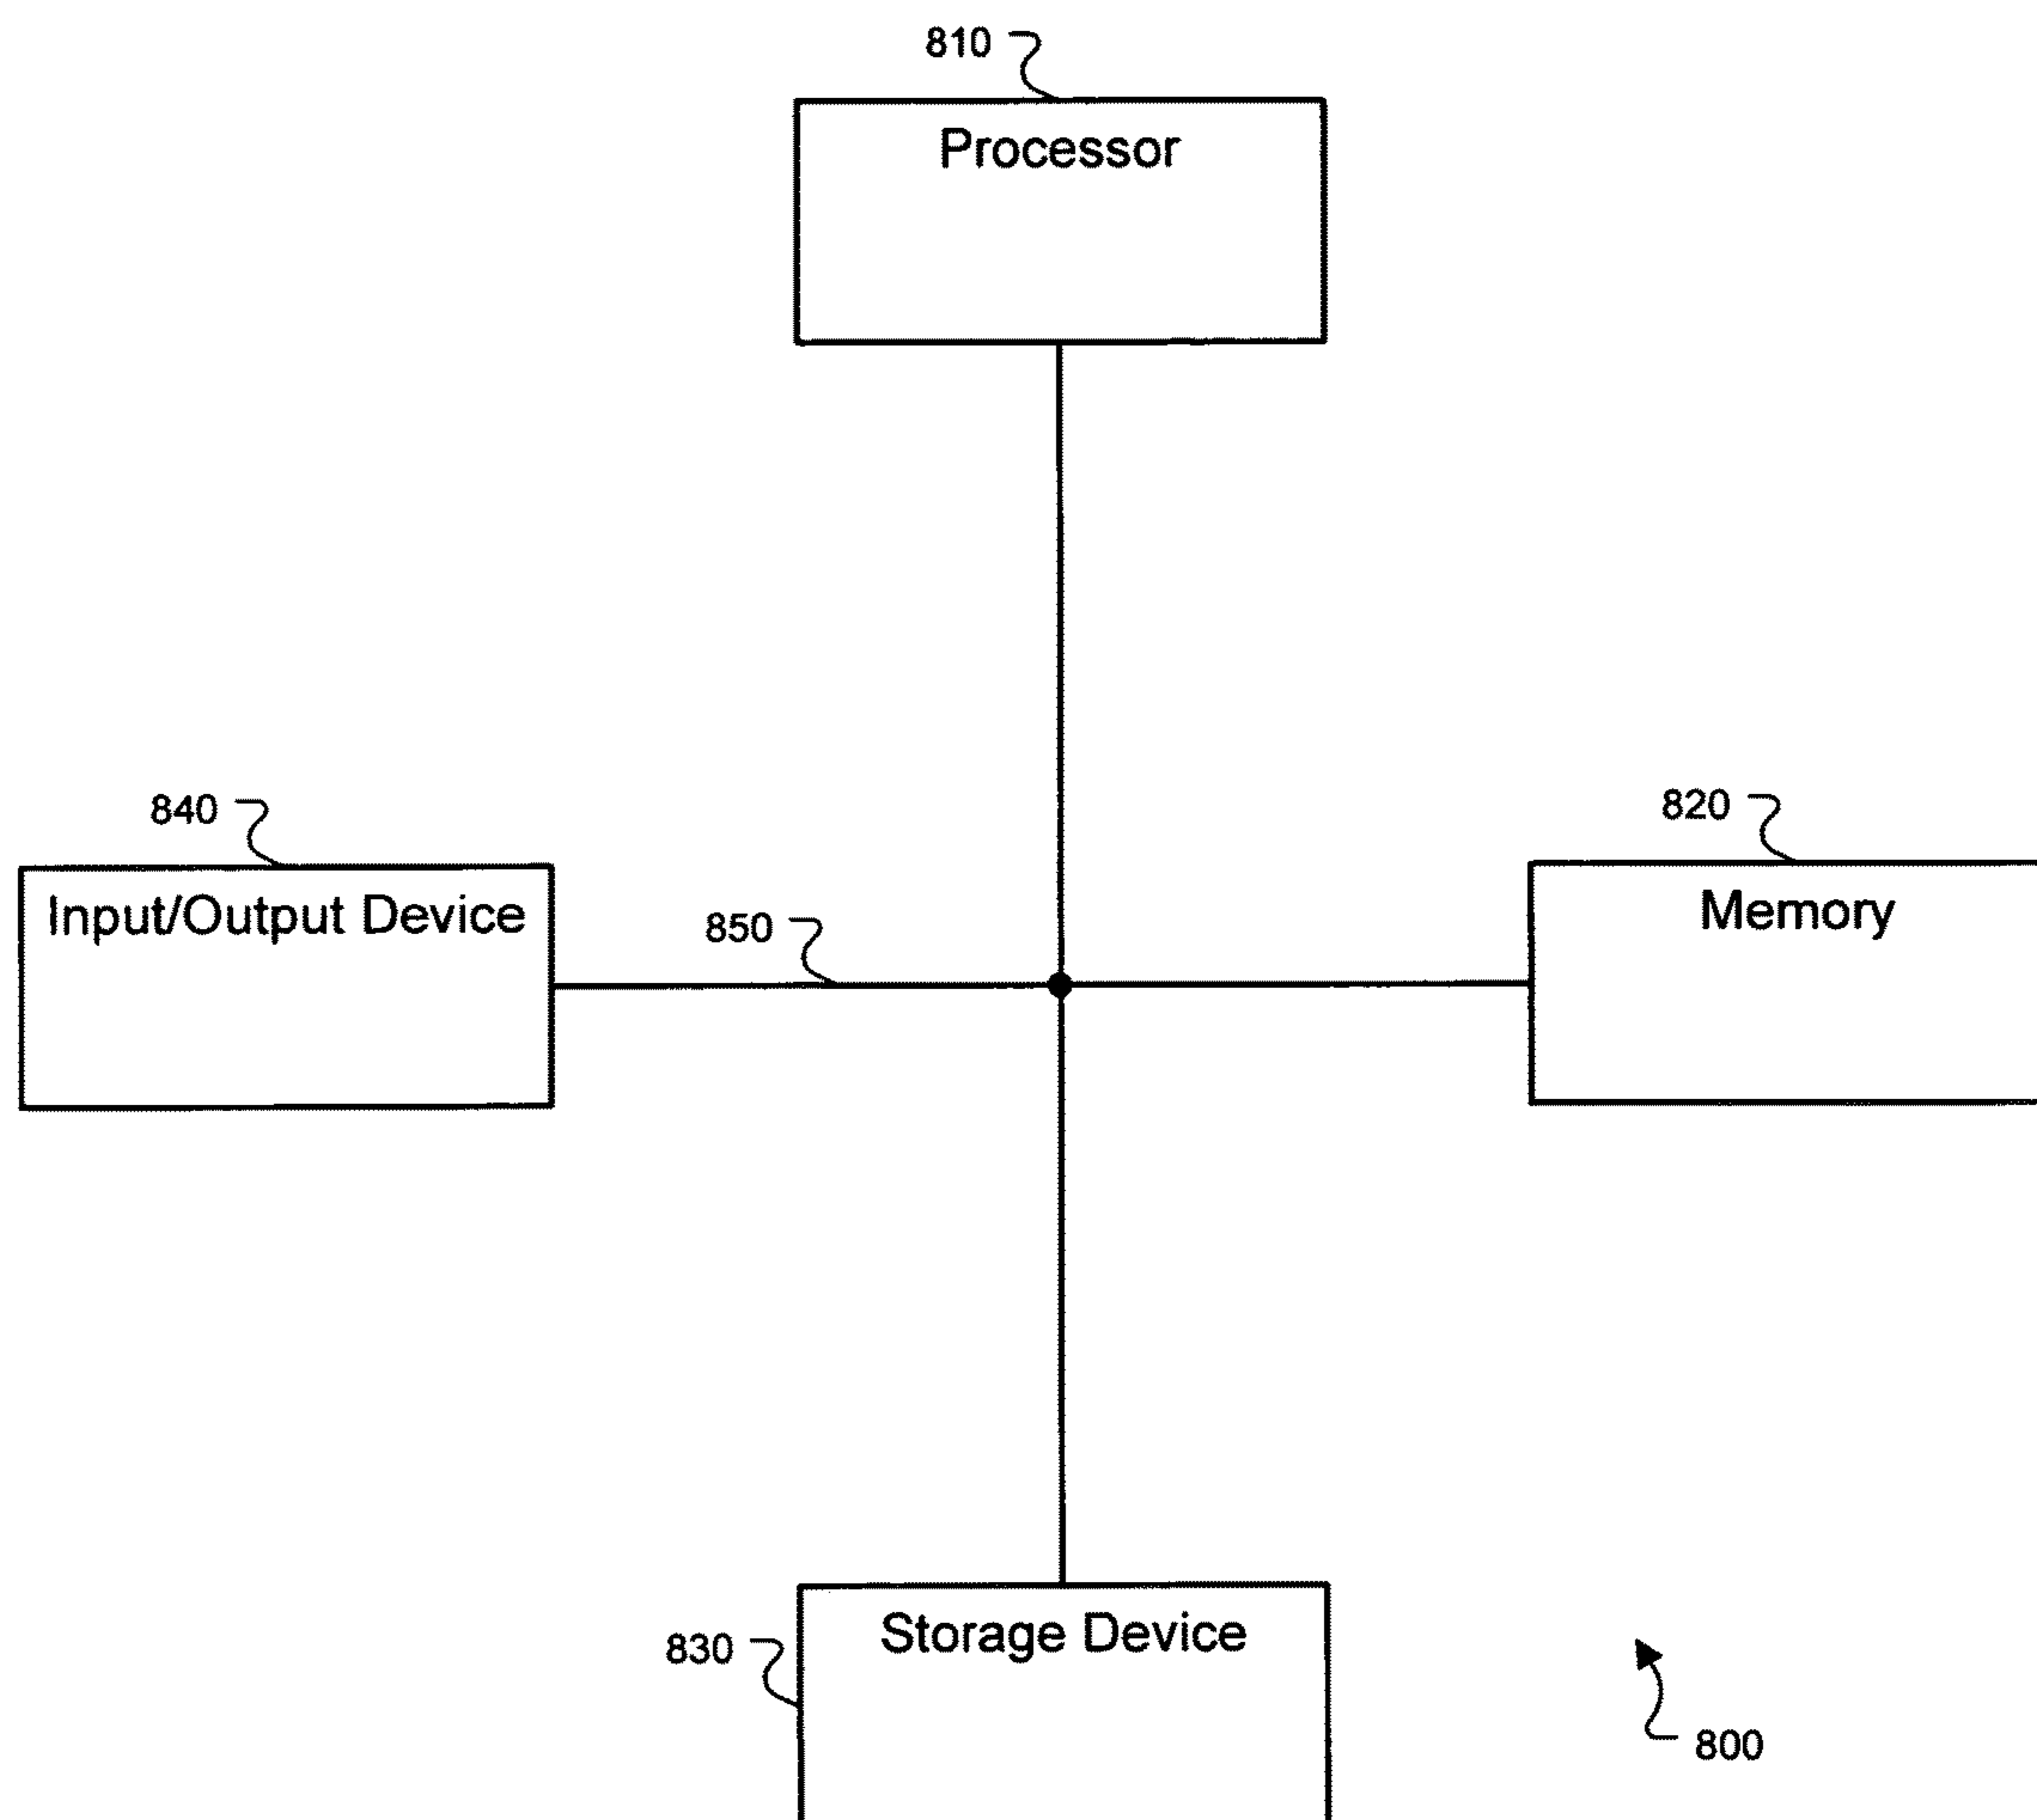 810
Processor
840
820
Input/Output Device
850
Memory
830
Storage Device
800